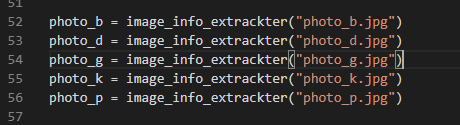 51
52 photo_b = image_info_extrackter("photo_b.jpg")
53 photo_d = image_info_extrackter("photo_d.jpg")
54 photo_g = image_info_extrackter("photo_g.jpg")
55 photo_k = image_info_extrackter("photo_k.jpg")
56 photo_p = image_info_extrackter("photo_p.jpg")
57